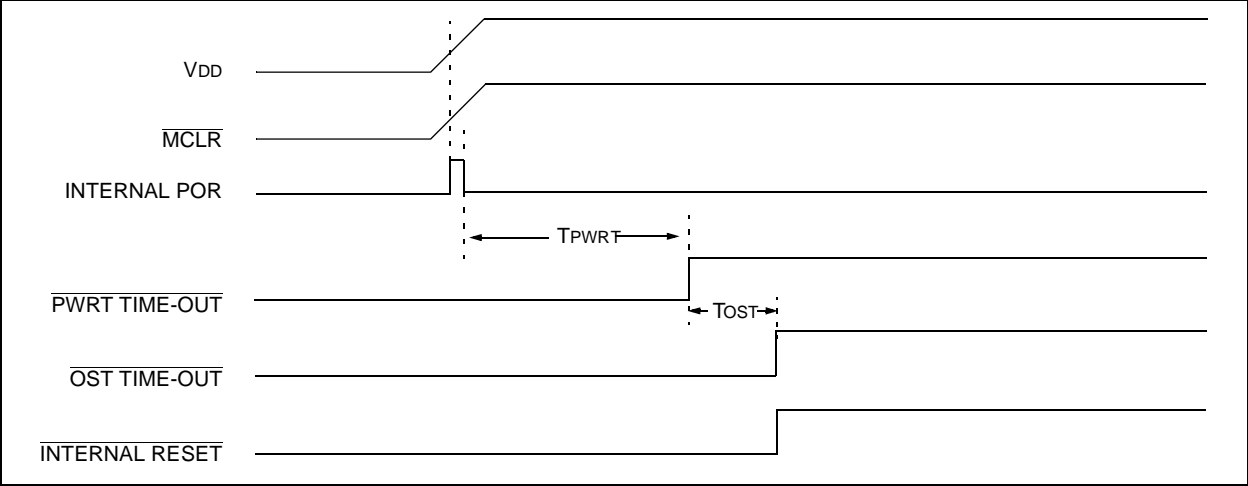 VDD
MCLR
INTERNAL POR
TPWRT
PWRT TIME-OUT
TOST
OST TIME-OUT
INTERNAL RESET